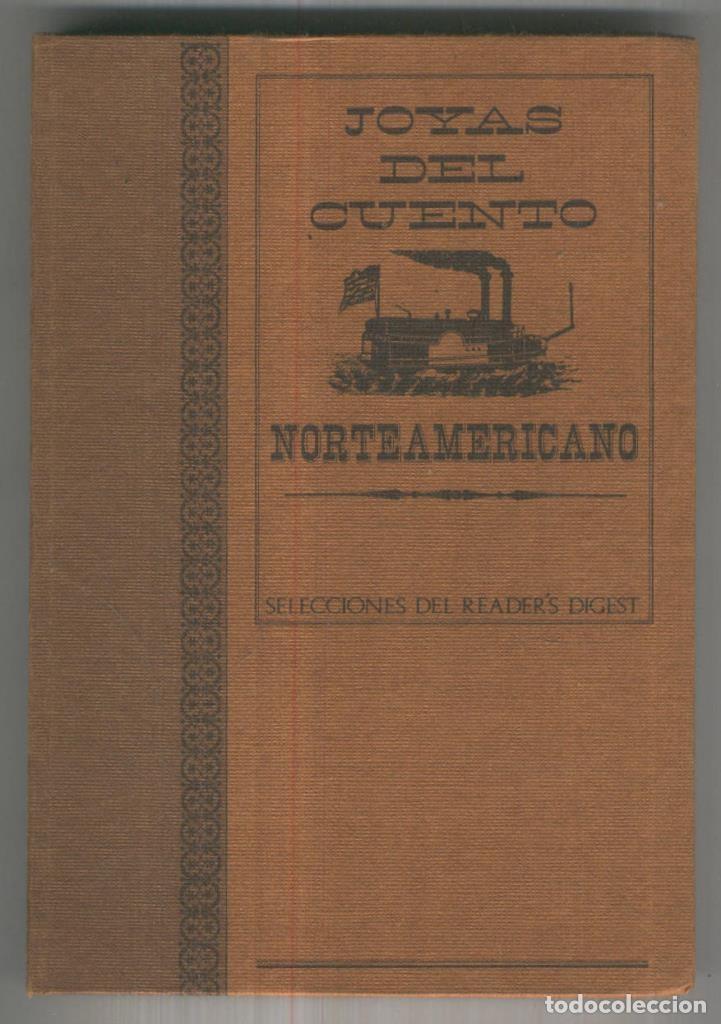 JOYAS
DEL
CUENTO
NORTEAMERICANO
SELECCIONES DEL READER'S DIGEST
todocoleccion